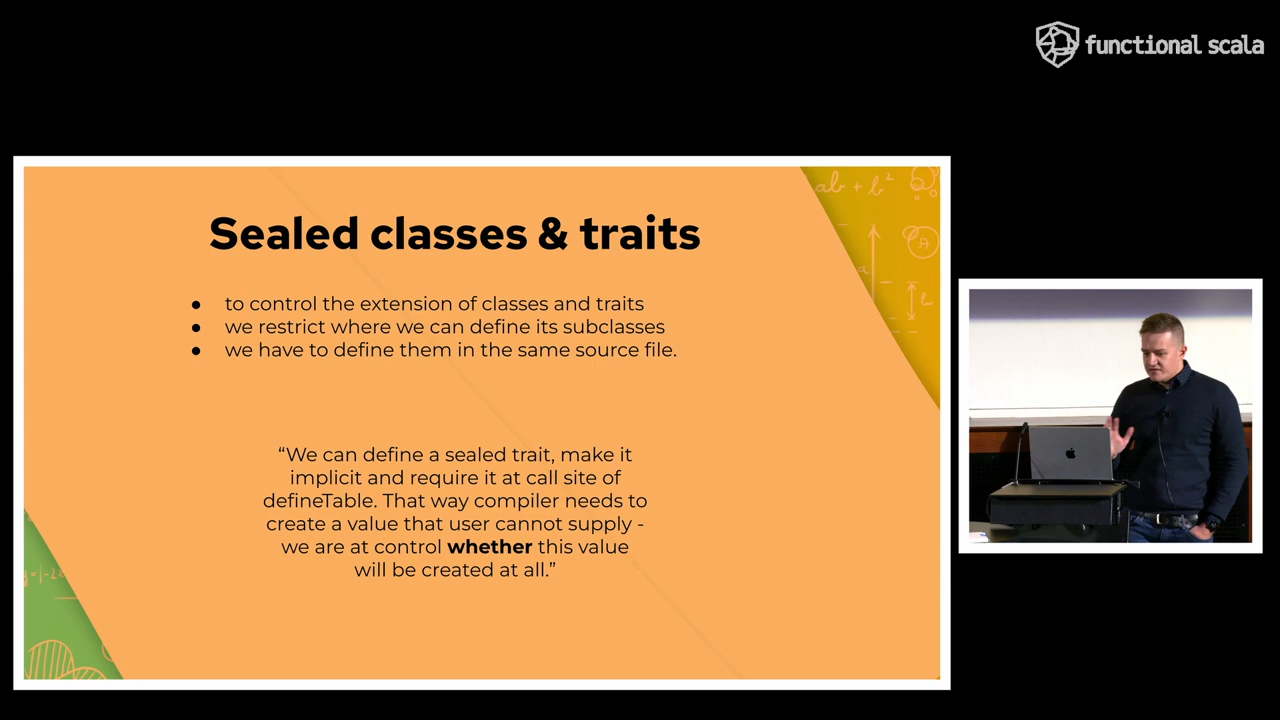 functional scala
ab + b²
Sealed classes & traits
● to control the extension of classes and traits
● we restrict where we can define its subclasses
● we have to define them in the same source file.
“We can define a sealed trait, make it
implicit and require it at call site of
defineTable. That way compiler needs to
create a value that user cannot supply -
we are at control whether this value
will be created at all.”